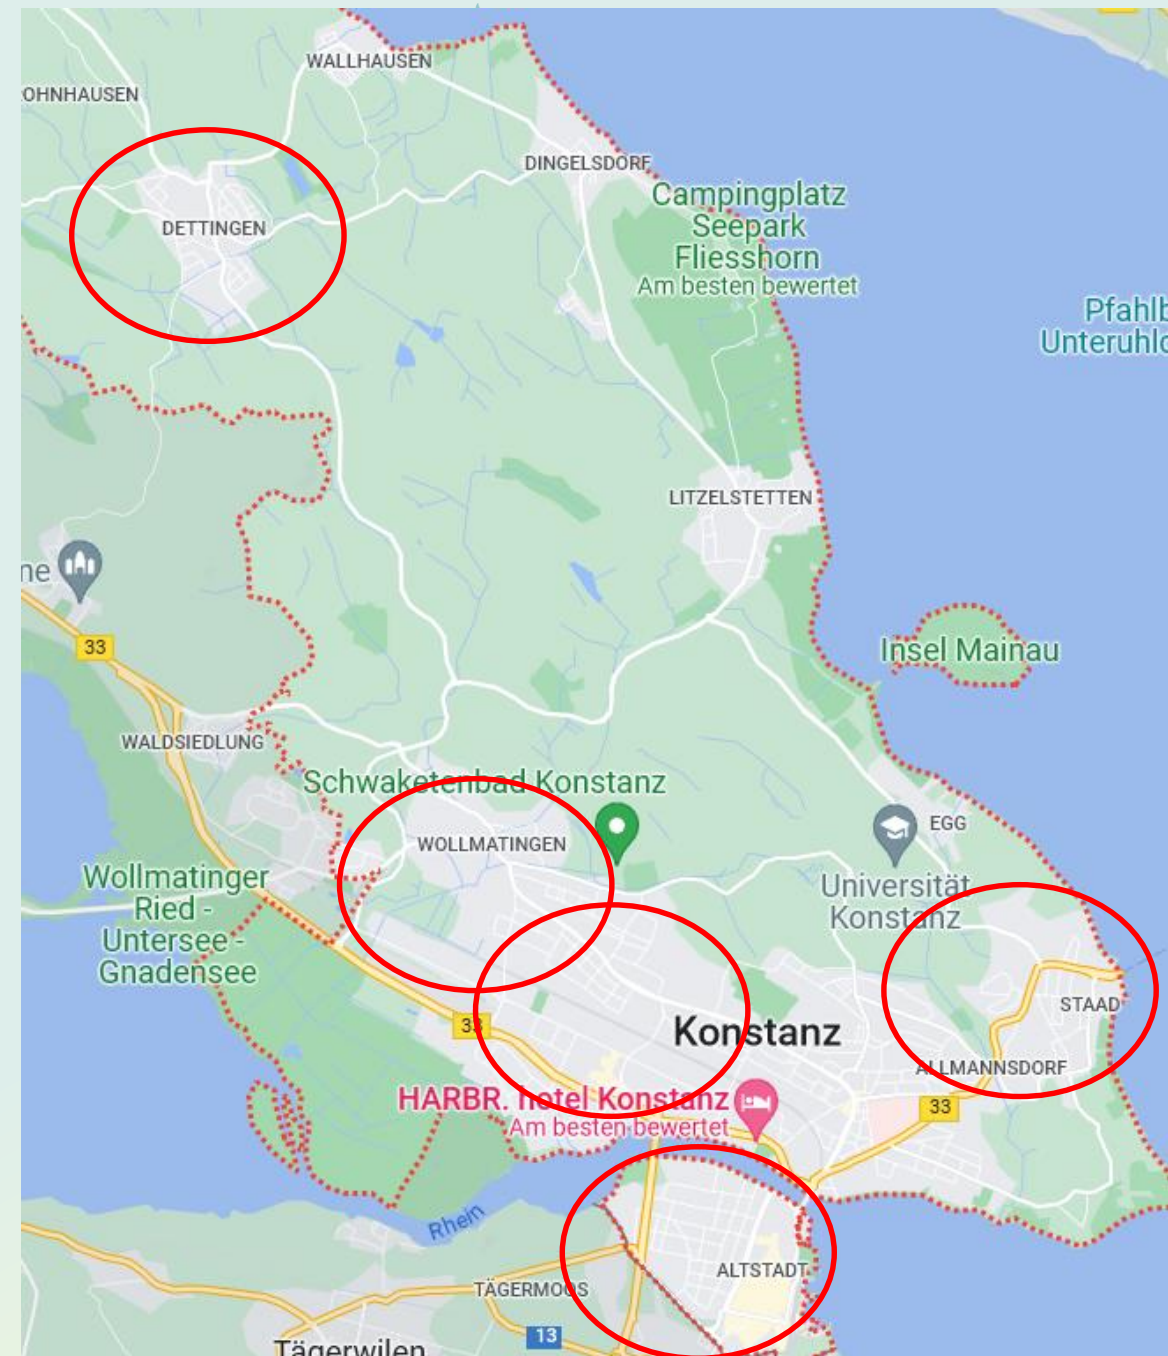 WALLHAUSEN
OHNHAUSEN
DINGELSDORF
Campingplatz
Seepark
Fliesshorn
Am besten bewertet
DETTINGEN
Pfahlb
Unteruhld
LITZELSTETTEN
ne
33
Insel Mainau
WALDSIEDLUNG
Schwaketenbad Konstanz
EGG
WOLLMATINGEN
Universität
Konstanz
Wollmatinger
Ried -
Untersee -
Gnadensee
STAAD
33
Konstanz
ALLMANNSDORF
HARBR. hotel Konstanz
Am besten bewertet
33
Rhein
ALTSTADT
TÄGERMOOS
13
Tägerwilen